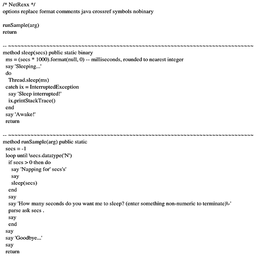 /* NetRexx */
options replace format comments java crossref symbols nobinary

runSample(arg)
return

-- =============================================================================
method sleep(secs) public static binary
ms = (secs * 1000).format(null, 0) -- milliseconds, rounded to nearest integer
say 'Sleeping...'
do
Thread.sleep(ms)
catch ix = InterruptedException
say 'Sleep interrupted!'
ix.printStackTrace()
end
say 'Awake!'
return

-- =============================================================================
method runSample(arg) public static
secs = -1
loop until \secs.datatype('N')
if secs > 0 then do
say 'Napping for' secs's'
say
sleep(secs)
end
say
say 'How many seconds do you want me to sleep? (enter something non-numeric to terminate)\-'
parse ask secs .
say
end
say
say 'Goodbye...'
say
return